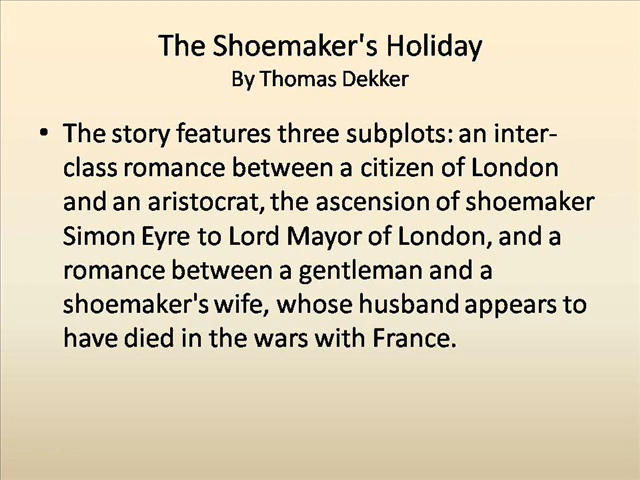 The Shoemaker's Holiday
By Thomas Dekker
• The story features three subplots: an inter-
class romance between a citizen of London
and an aristocrat, the ascension of shoemaker
Simon Eyre to Lord Mayor of London, and a
romance between a gentleman and a
shoemaker's wife, whose husband appears to
have died in the wars with France.